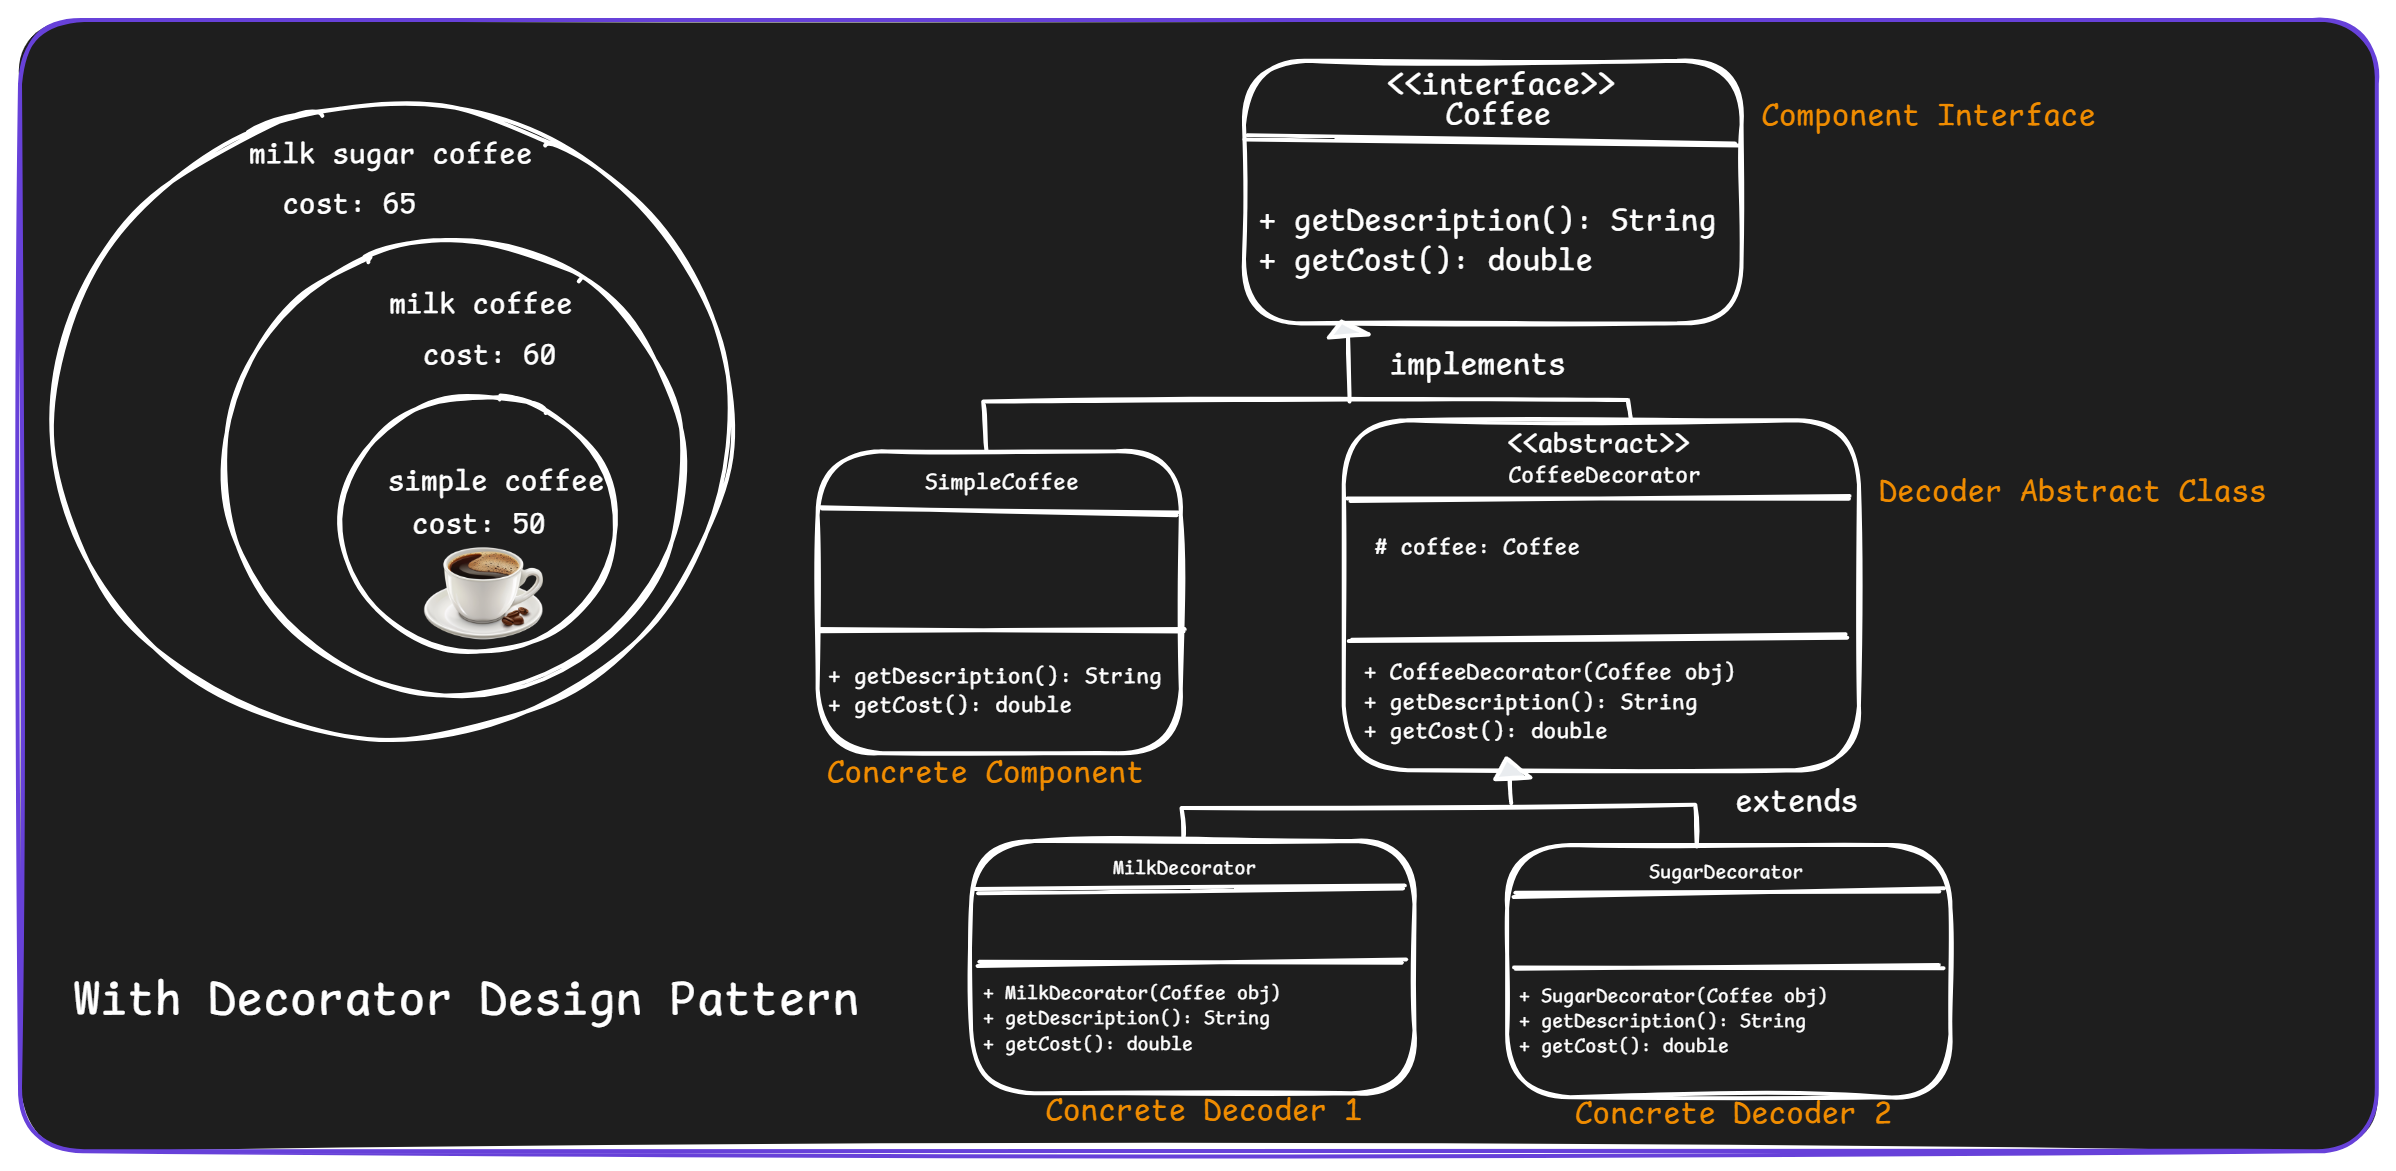 milk sugar coffee
cost: 65
milk coffee
cost: 60
simple coffee
cost: 50
With Decorator Design Pattern
<<interface>>
Coffee
+ getDescription(): String
+ getCost(): double
Component Interface
implements
SimpleCoffee
+ getDescription(): String
+ getCost(): double
Concrete Component
<<abstract>>
CoffeeDecorator
# coffee: Coffee
+ CoffeeDecorator(Coffee obj)
+ getDescription(): String
+ getCost(): double
Decoder Abstract Class
extends
MilkDecorator
+ MilkDecorator(Coffee obj)
+ getDescription(): String
+ getCost(): double
Concrete Decoder 1
SugarDecorator
+ SugarDecorator(Coffee obj)
+ getDescription(): String
+ getCost(): double
Concrete Decoder 2